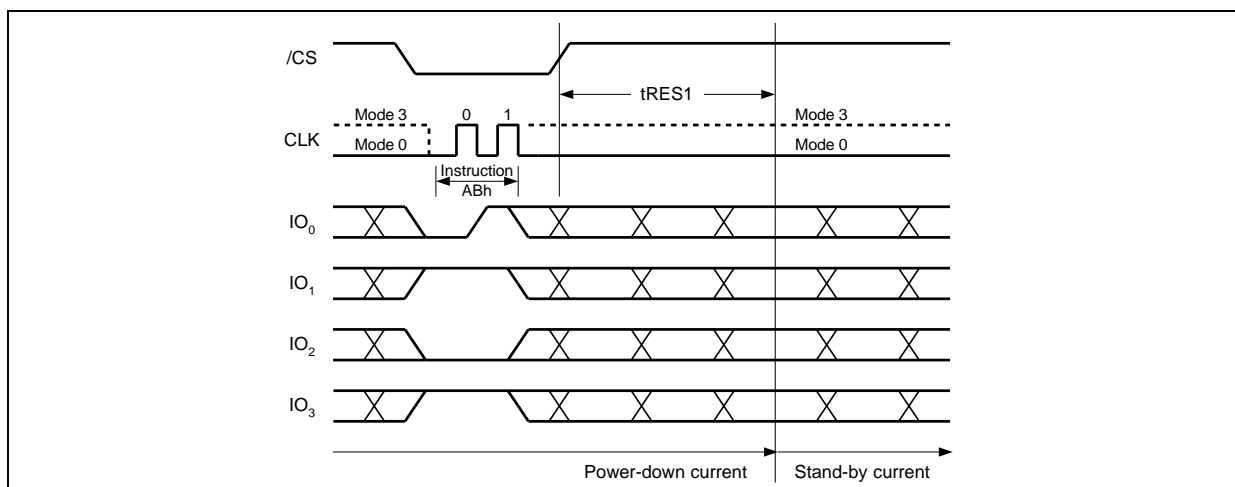 /CS
tRES1
Mode 3 0 1 Mode 3
CLK
Mode 0 Mode 0
Instruction
ABh
IO₀
IO₁
IO₂
IO₃
Power-down current Stand-by current